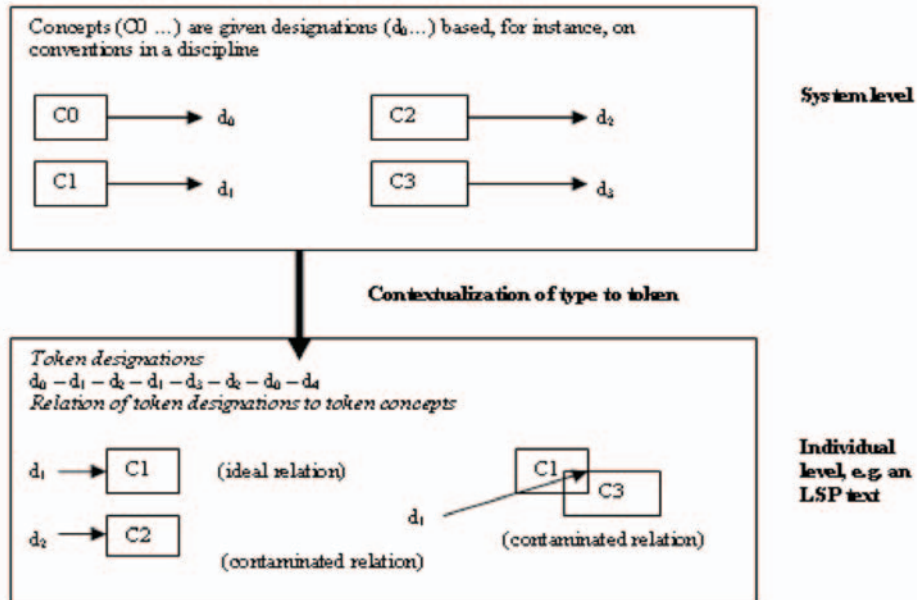 Concepts (C0 ...) are given designations (d₀...) based, for instance, on
conventions in a discipline
C0 d₀
C2 d₂
C1 d₁
C3 d₃
System level
Contextualization of type to token
Token designations
d₀ – d₁ – d₂ – d₁ – d₃ – d₂ – d₀ – d₄
Relation of token designations to token concepts
d₁ C1 (ideal relation)
d₂ C2
(contaminated relation)
C1
C3
d₁
(contaminated relation)
Individual
level, e.g. an
LSP text